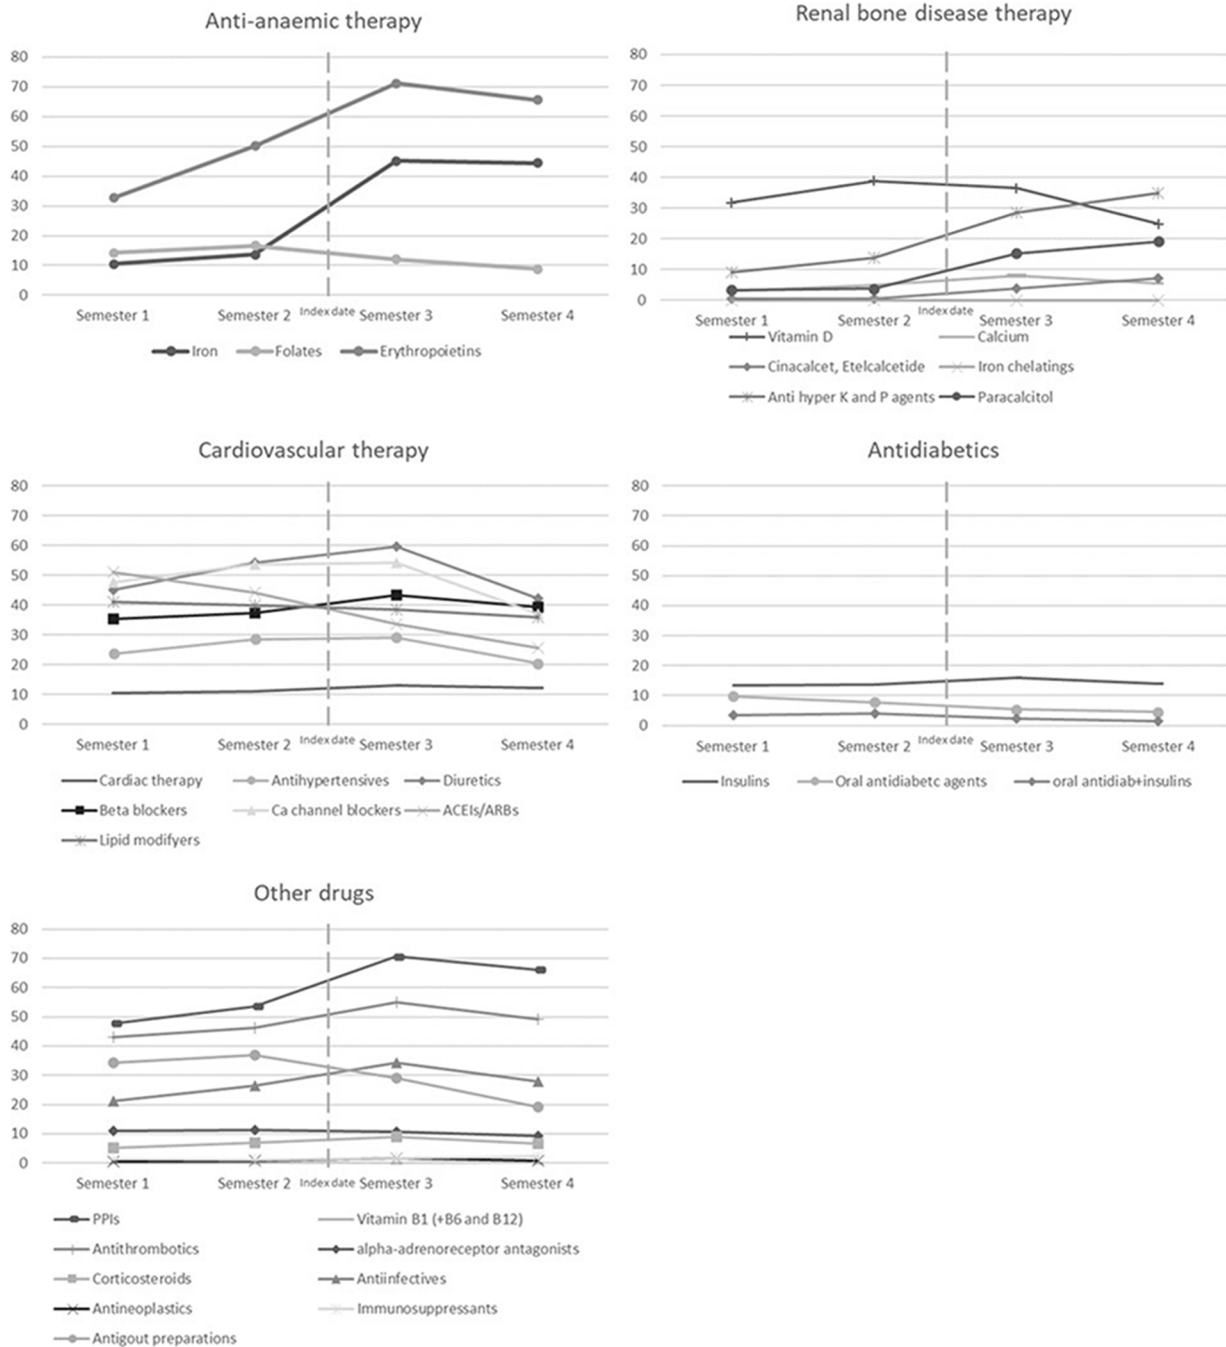 Anti-anaemic therapy
80
70
60
50
40
30
20
10
0
Semester 1 Semester 2 Index date Semester 3 Semester 4
Iron Folates Erythropoietins
Renal bone disease therapy
80
70
60
50
40
30
20
10
0
Semester 1 Semester 2 Index date Semester 3 Semester 4
Vitamin D Calcium
Cinacalcet, Etelcalcetide Iron chelatings
Anti hyper K and P agents Paracalcitol
Cardiovascular therapy
80
70
60
50
40
30
20
10
0
Semester 1 Semester 2 Index date Semester 3 Semester 4
Cardiac therapy Antihypertensives Diuretics
Beta blockers Ca channel blockers ACEIs/ARBs
Lipid modifyers
Antidiabetics
80
70
60
50
40
30
20
10
0
Semester 1 Semester 2 Index date Semester 3 Semester 4
Insulins Oral antidiabetc agents oral antidiab+insulins
Other drugs
80
70
60
50
40
30
20
10
0
Semester 1 Semester 2 Index date Semester 3 Semester 4
PPIs Vitamin B1 (+B6 and B12)
Antithrombotics alpha-adrenoreceptor antagonists
Corticosteroids Antiinfectives
Antineoplastics Immunosuppressants
Antigout preparations